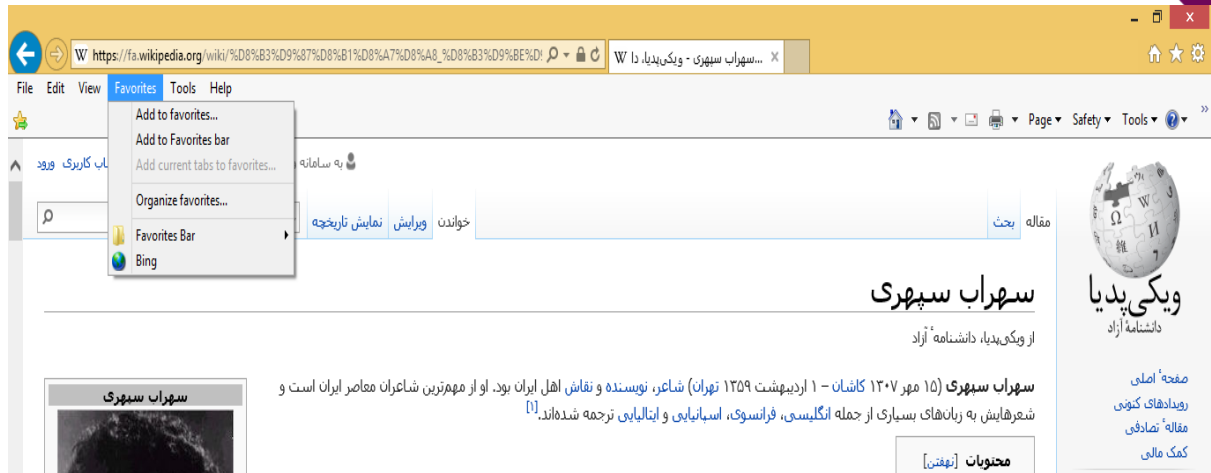 https://fa.wikipedia.org/wiki/%D8%B3%D9%87%D8%B1%D8%A7%D8%A8_%D8%B3%D9%BE%D!
سهراب سپهری - ویکی‌پدیا، دا...
File Edit View Favorites Tools Help
Add to favorites...
Add to Favorites bar
Add current tabs to favorites...
Organize favorites...
Favorites Bar
Bing
Page Safety Tools
به سامانه
اب کاربری ورود
مقاله بحث
خواندن ویرایش نمایش تاریخچه
ویکی‌پدیا
دانشنامهٔ آزاد
صفحهٔ اصلی
رویدادهای کنونی
مقالهٔ تصادفی
کمک مالی
سهراب سپهری
از ویکی‌پدیا، دانشنامهٔ آزاد
سهراب سپهری (۱۵ مهر ۱۳۰۷ کاشان – ۱ اردیبهشت ۱۳۵۹ تهران) شاعر، نویسنده و نقاش اهل ایران بود. او از مهم‌ترین شاعران معاصر ایران است و
شعرهایش به زبان‌های بسیاری از جمله انگلیسی، فرانسوی، اسپانیایی و ایتالیایی ترجمه شده‌اند.[۱]
محتویات [نهفتن]
سهراب سپهری